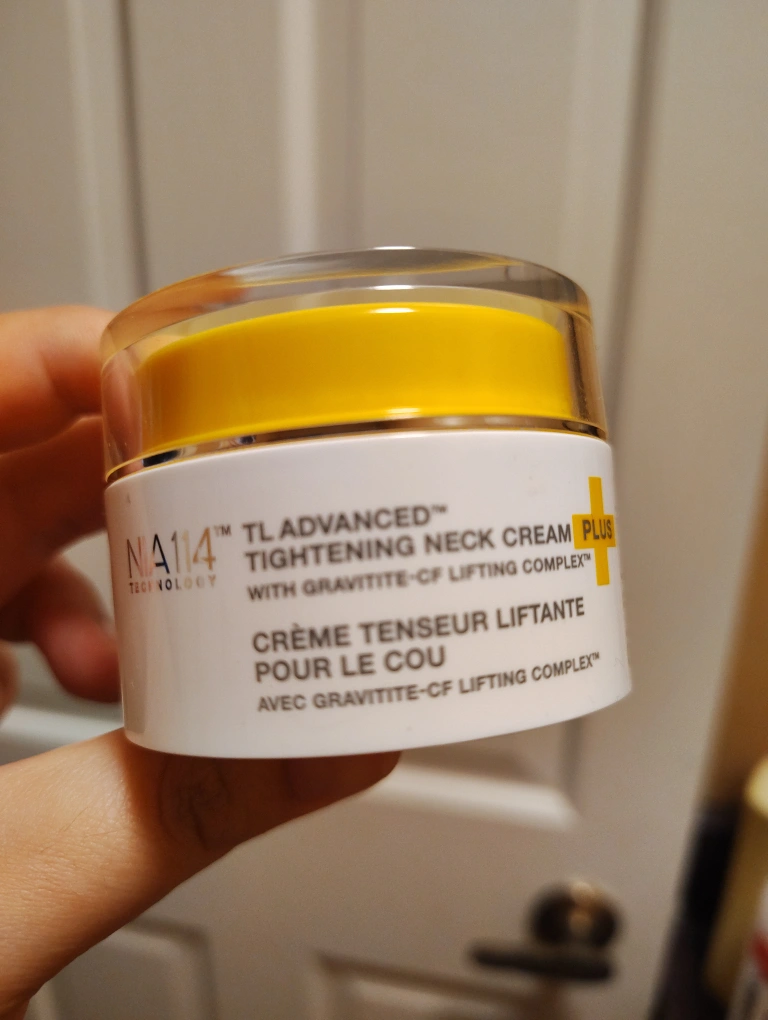 NIA114™
TECHNOLOGY
TL ADVANCED™
TIGHTENING NECK CREAM PLUS
WITH GRAVITITE-CF LIFTING COMPLEX™
CRÈME TENSEUR LIFTANTE
POUR LE COU
AVEC GRAVITITE-CF LIFTING COMPLEX™